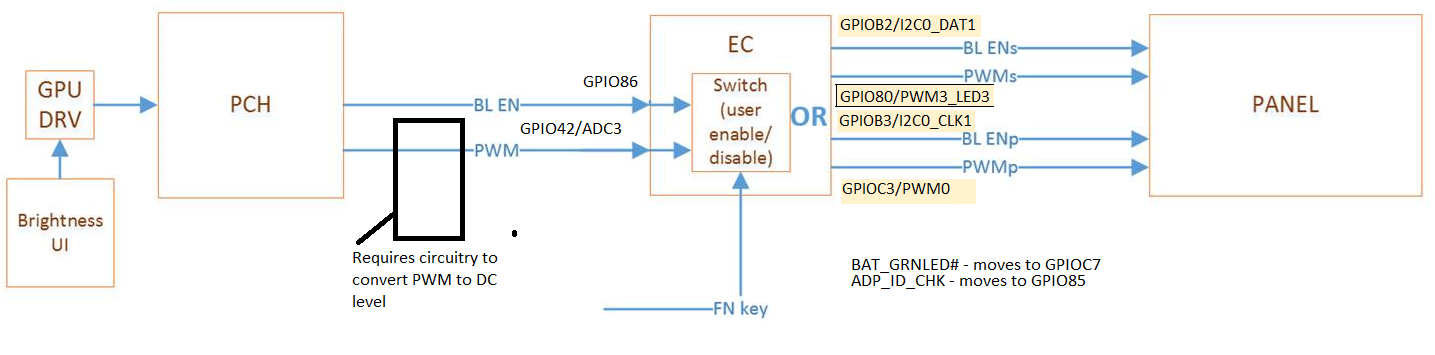 GPU
DRV
Brightness
UI
PCH
BL EN
PWM
GPIO86
GPIO42/ADC3
Requires circuitry to
convert PWM to DC
level
EC
Switch
(user
enable/
disable)
OR
FN key
GPIOB2/I2C0_DAT1
BL ENs
PWMs
GPIO80/PWM3_LED3
GPIOB3/I2C0_CLK1
BL ENp
PWMp
GPIOC3/PWM0
PANEL
BAT_GRNLED# - moves to GPIOC7
ADP_ID_CHK - moves to GPIO85